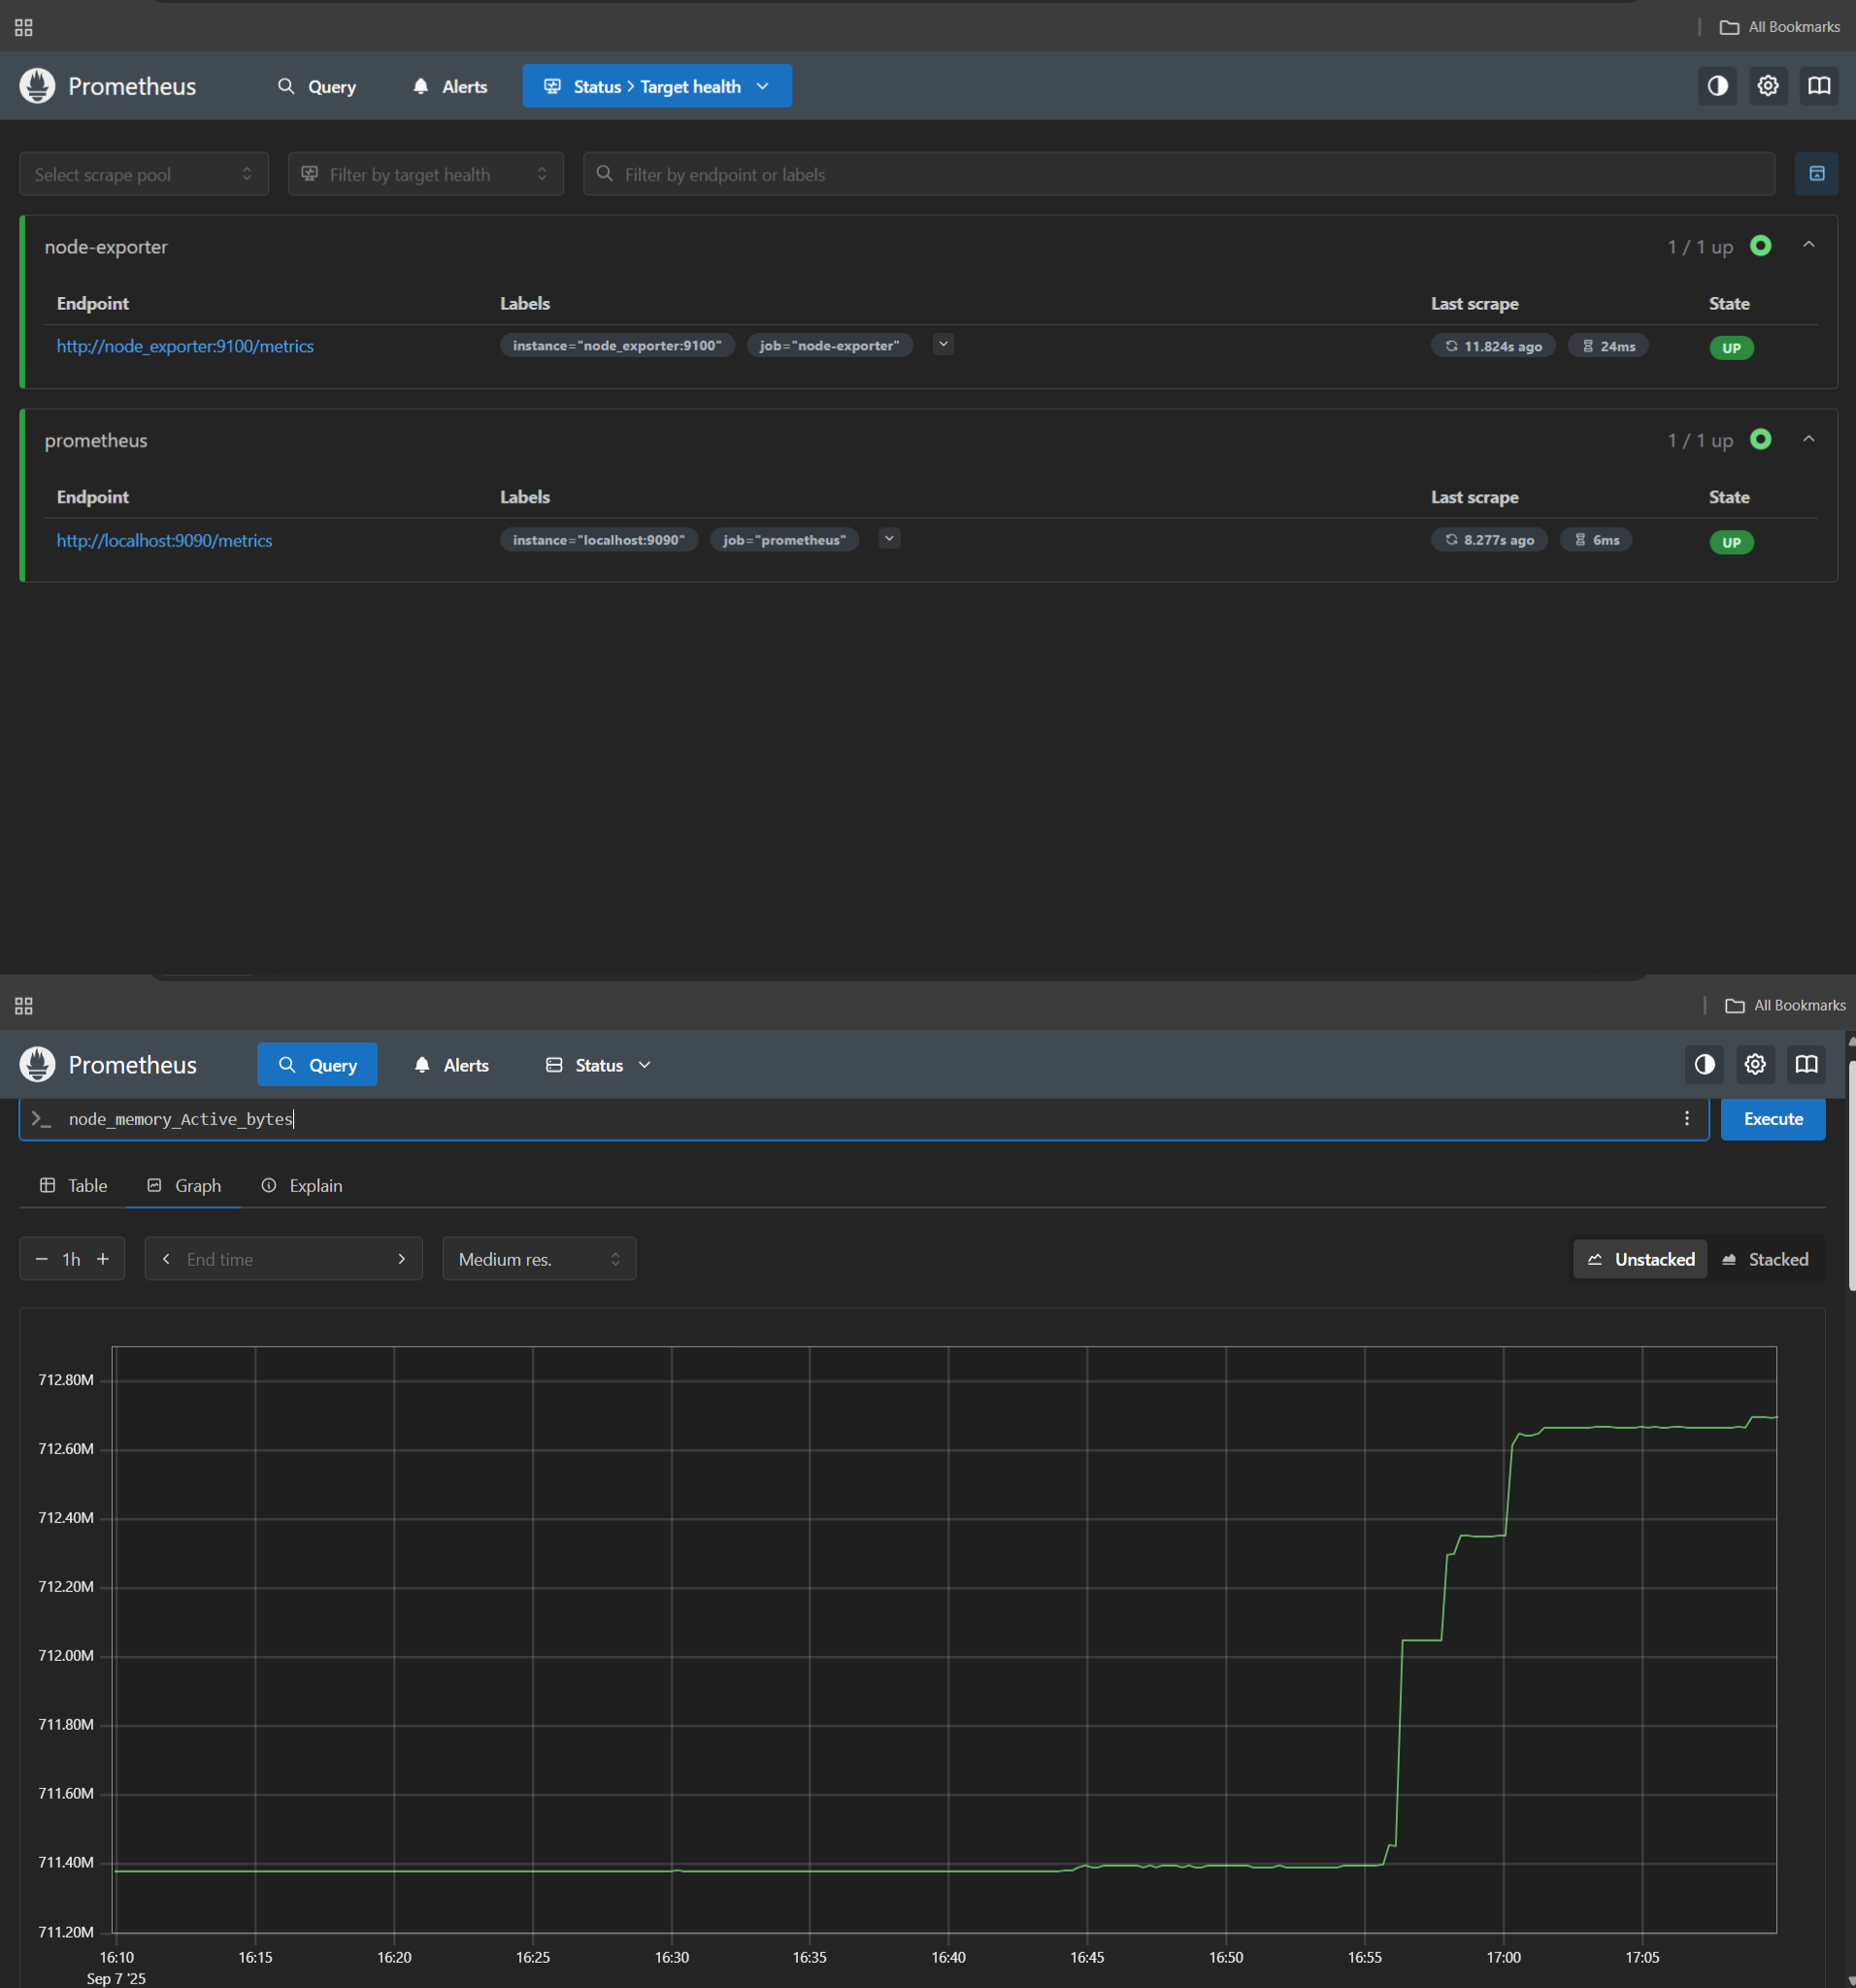 All Bookmarks
Prometheus Query Alerts Status > Target health
Select scrape pool Filter by target health Filter by endpoint or labels
node-exporter 1 / 1 up
Endpoint Labels Last scrape State
http://node_exporter:9100/metrics instance="node_exporter:9100" job="node-exporter" 11.824s ago 24ms UP
prometheus 1 / 1 up
Endpoint Labels Last scrape State
http://localhost:9090/metrics instance="localhost:9090" job="prometheus" 8.277s ago 6ms UP
All Bookmarks
Prometheus Query Alerts Status
>_ node_memory_Active_bytes Execute
Table Graph Explain
− 1h + < End time > Medium res. Unstacked Stacked
712.80M
712.60M
712.40M
712.20M
712.00M
711.80M
711.60M
711.40M
711.20M
16:10 16:15 16:20 16:25 16:30 16:35 16:40 16:45 16:50 16:55 17:00 17:05
Sep 7 '25